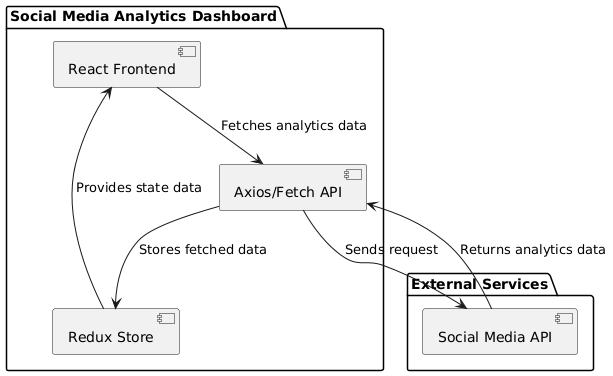 Social Media Analytics Dashboard
React Frontend
Fetches analytics data
Axios/Fetch API
Provides state data
Stores fetched data
Sends request
Returns analytics data
External Services
Redux Store
Social Media API